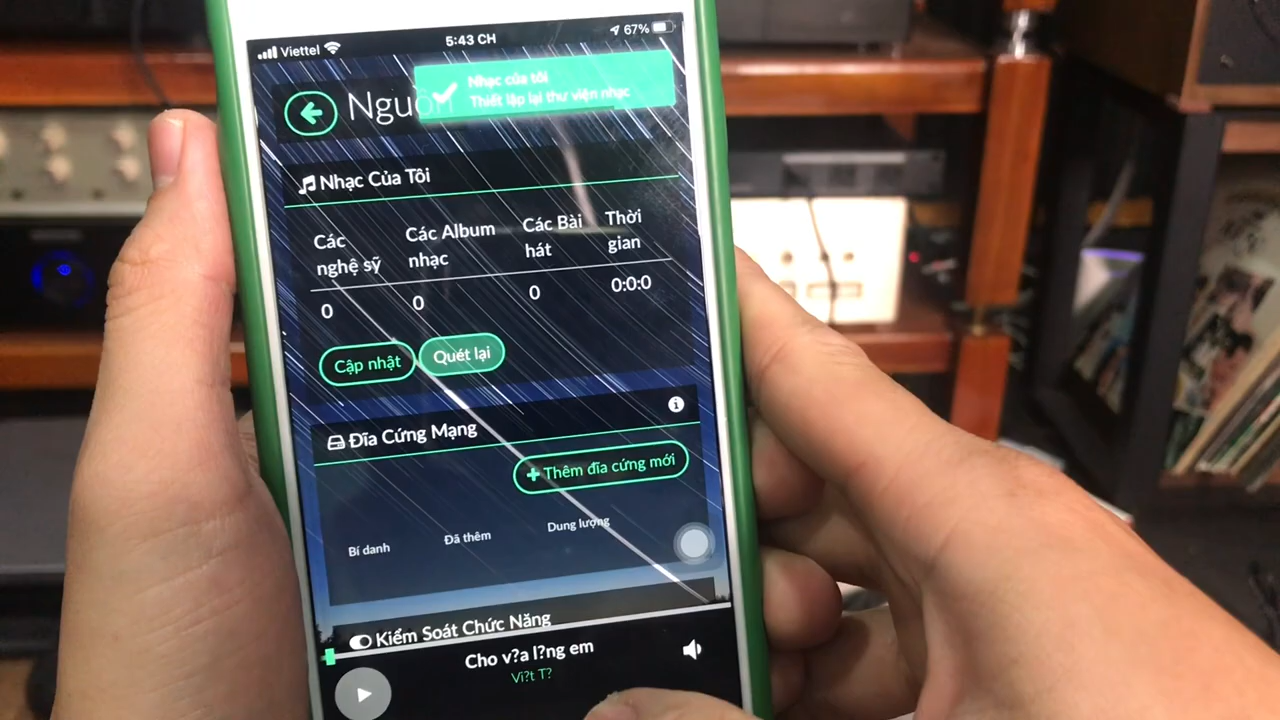 Viettel 5:43 CH 67%
Nhạc của tôi
Thiết lập lại thư viện nhạc
Nguồn
Nhạc Của Tôi
Các nghệ sỹ
Các Album nhạc
Các Bài hát
Thời gian
0 0 0 0:0:0
Cập nhật Quét lại
Đĩa Cứng Mạng
Thêm đĩa cứng mới
Bí danh Đã thêm Dung lượng
Kiểm Soát Chức Năng
Cho v?a l?ng em
Vi?t T?